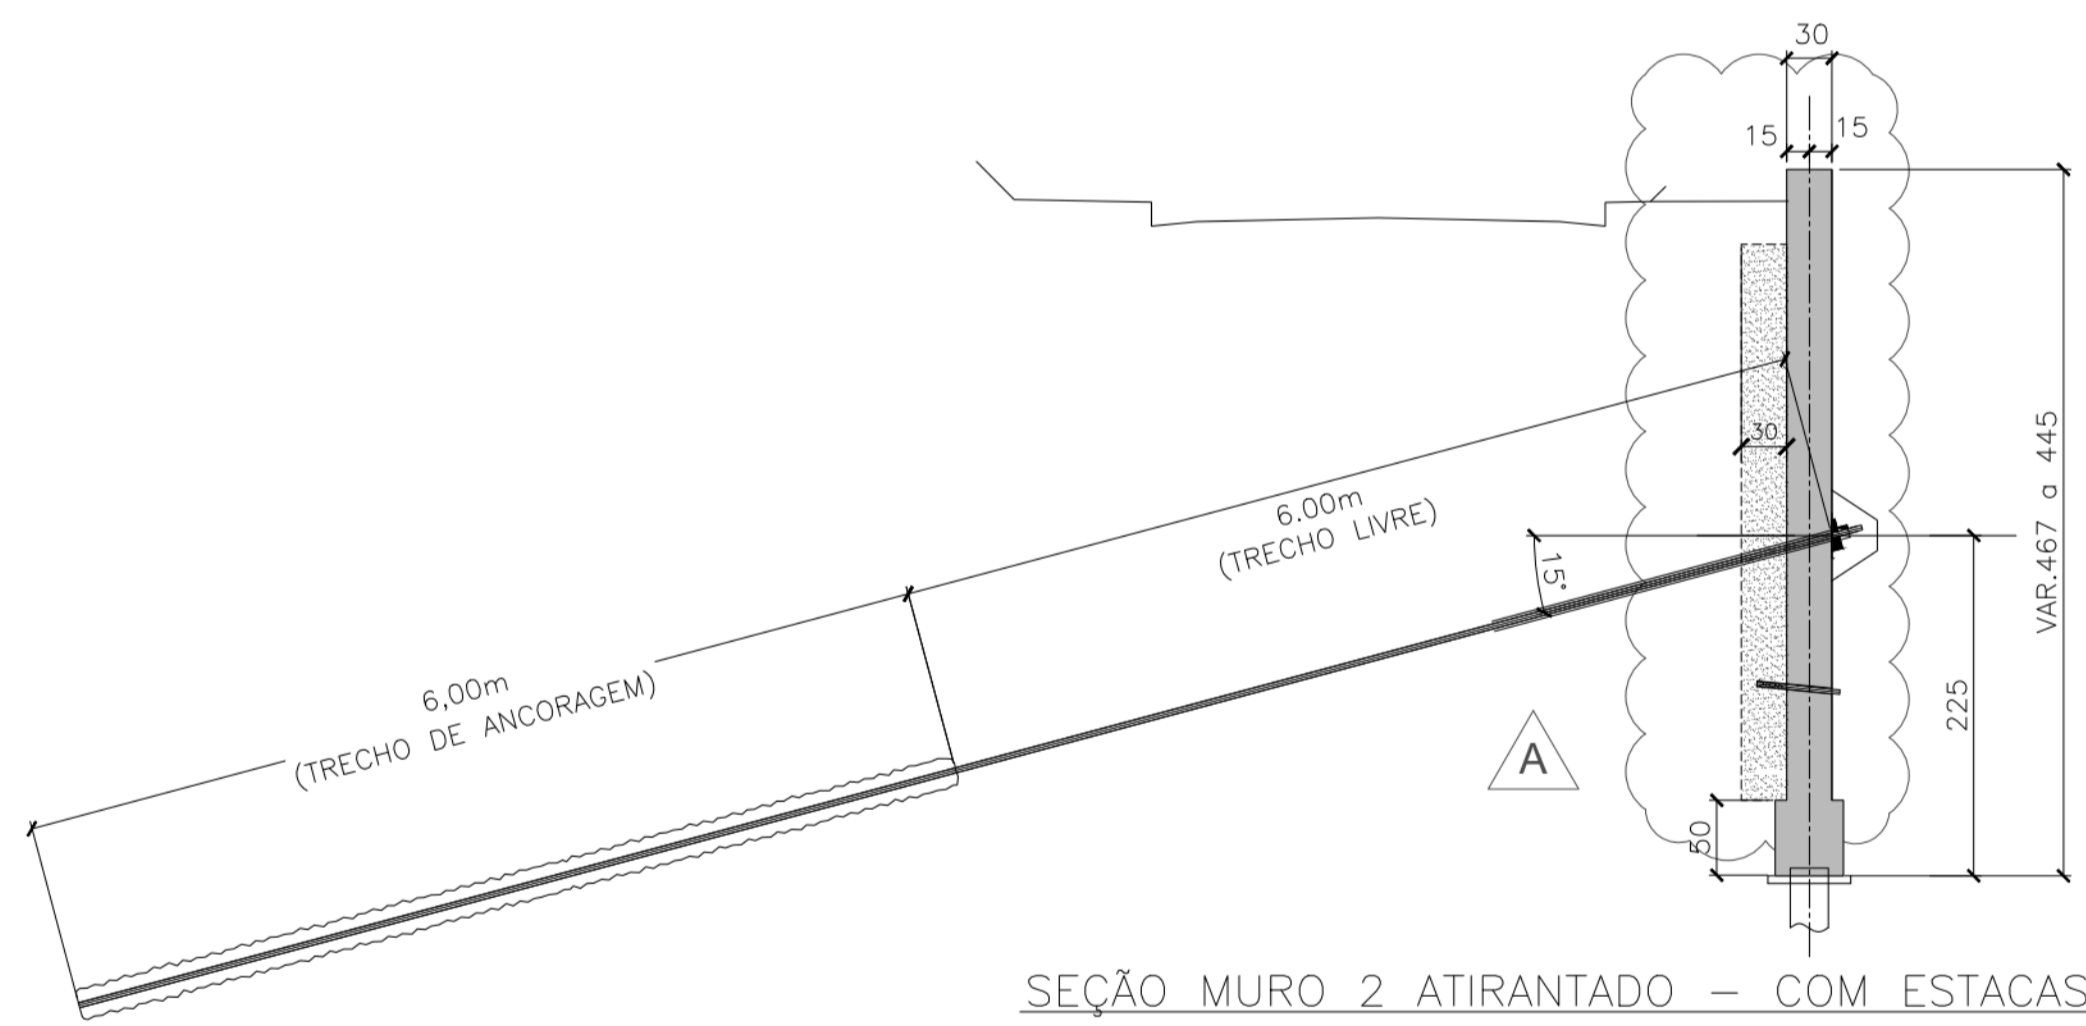 30
15
15
30
6.00m
(TRECHO LIVRE)
15°
VAR.467 a 445
6,00m
(TRECHO DE ANCORAGEM)
225
A
50
SEÇÃO MURO 2 ATIRANTADO – COM ESTACAS